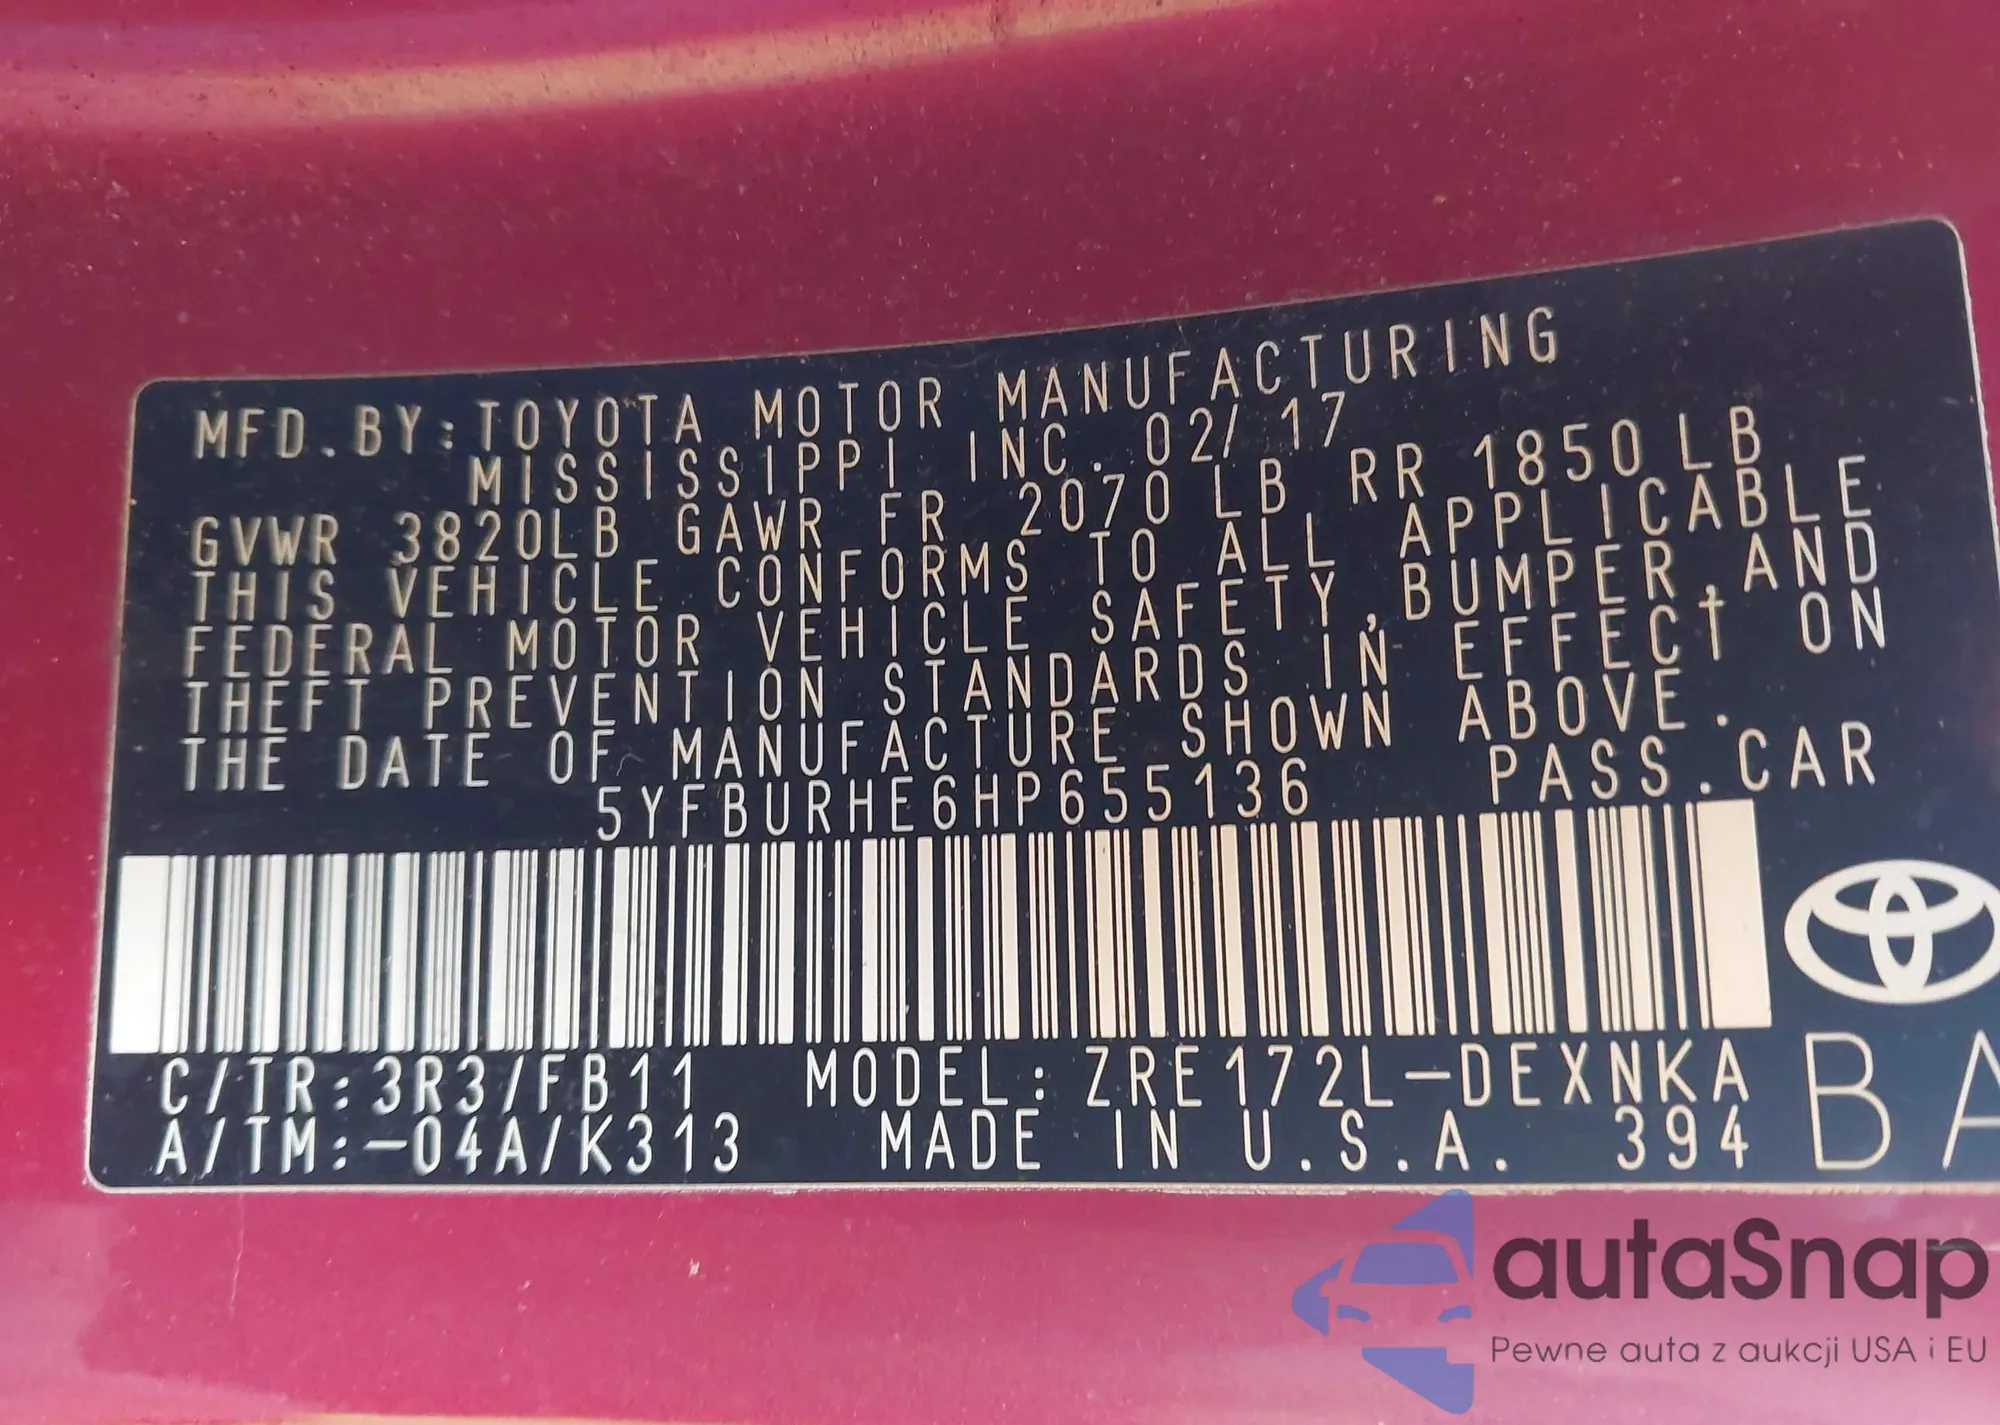 MFD.BY:TOYOTA MOTOR MANUFACTURING
MISSISSIPPI INC. 02/17
GVWR 3820LB GAWR FR 2070 LB RR 1850LB
THIS VEHICLE CONFORMS TO ALL APPLICABLE
FEDERAL MOTOR VEHICLE SAFETY,BUMPER,AND
THEFT PREVENTION STANDARDS IN EFFECT ON
THE DATE OF MANUFACTURE SHOWN ABOVE.
5YFBURHE6HP655136 PASS.CAR
C/TR:3R3/FB11 MODEL:ZRE172L-DEXNKA
A/TM:-04A/K313 MADE IN U.S.A. 394
BA
autaSnap
Pewne auta z aukcji USA i EU